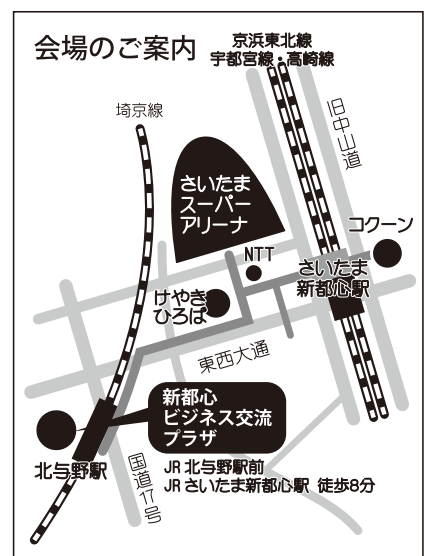 会場のご案内
京浜東北線
宇都宮線・高崎線
埼京線
旧中山道
さいたま
スーパー
アリーナ
コクーン
NTT
さいたま
新都心駅
けやき
ひろば
東西大通
新都心
ビジネス交流
プラザ
北与野駅
国道17号
JR 北与野駅前
JR さいたま新都心駅 徒歩8分